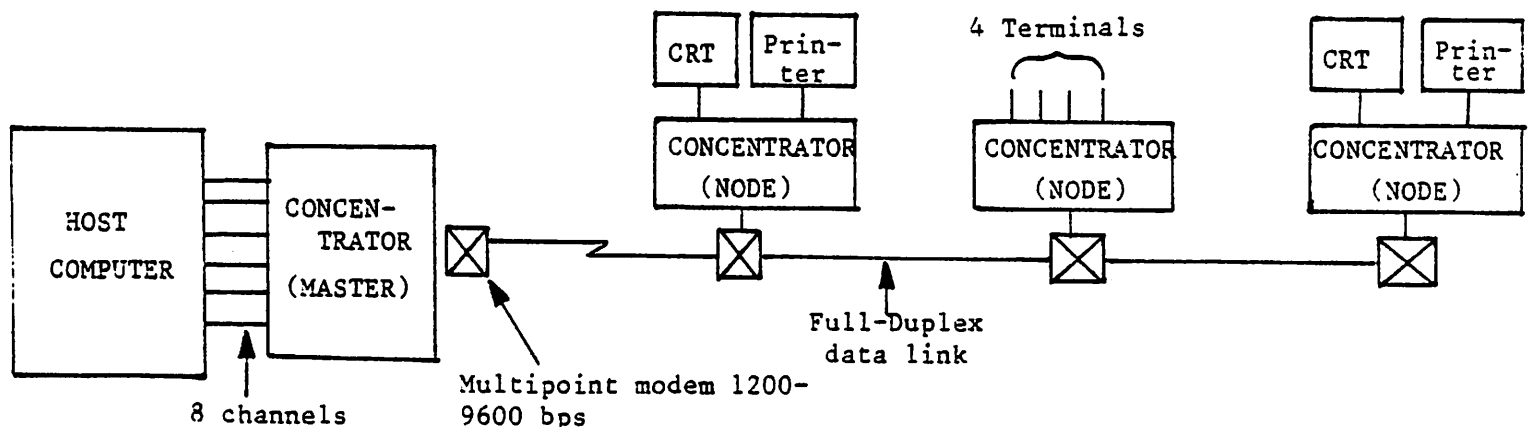 HOST
COMPUTER
8 channels
CONCEN-
TRATOR
(MASTER)
Multipoint modem 1200-
9600 bps
CRT
Prin-
ter
CONCENTRATOR
(NODE)
Full-Duplex
data link
4 Terminals
CONCENTRATOR
(NODE)
CRT
Prin-
ter
CONCENTRATOR
(NODE)